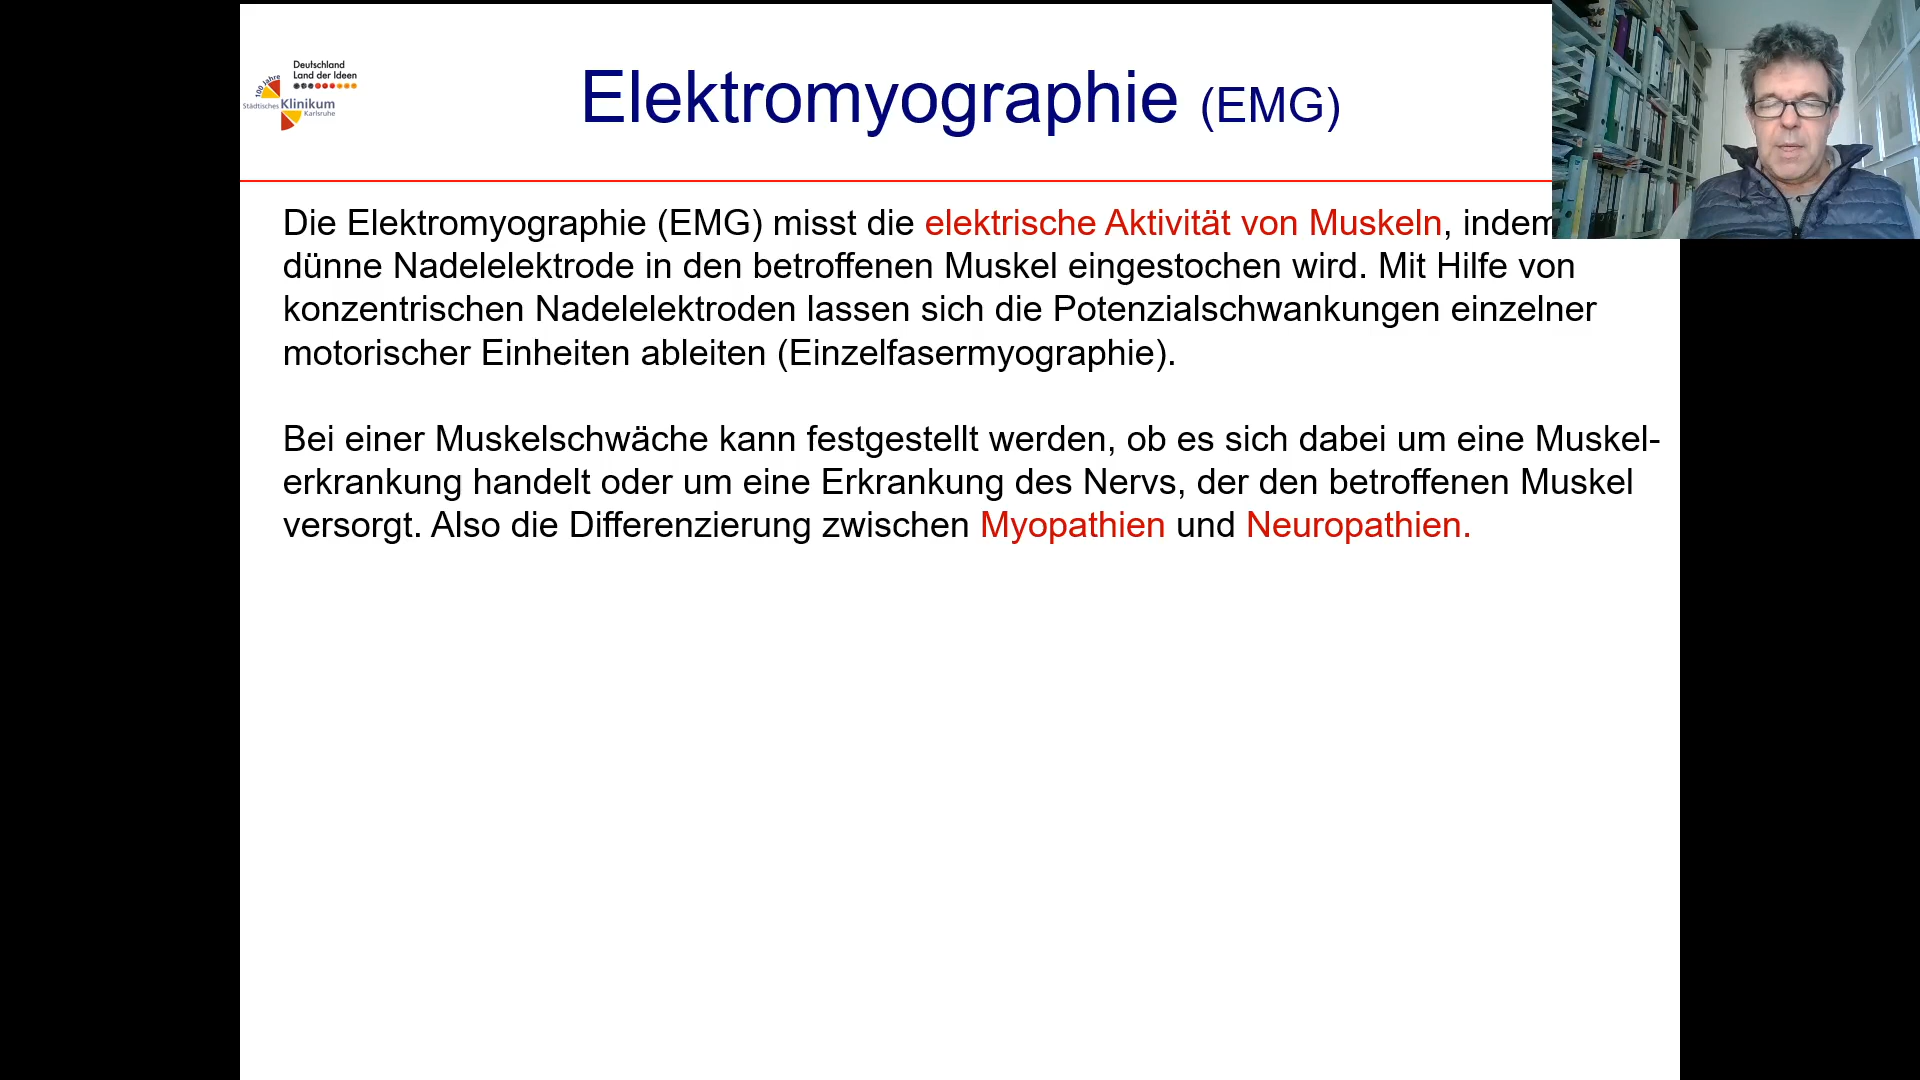 Deutschland
Land der Ideen
100 Jahre
Städtisches Klinikum
Karlsruhe
Elektromyographie (EMG)
Die Elektromyographie (EMG) misst die elektrische Aktivität von Muskeln, indem
dünne Nadelelektrode in den betroffenen Muskel eingestochen wird. Mit Hilfe von
konzentrischen Nadelelektroden lassen sich die Potenzialschwankungen einzelner
motorischer Einheiten ableiten (Einzelfasermyographie).
Bei einer Muskelschwäche kann festgestellt werden, ob es sich dabei um eine Muskel-
erkrankung handelt oder um eine Erkrankung des Nervs, der den betroffenen Muskel
versorgt. Also die Differenzierung zwischen Myopathien und Neuropathien.